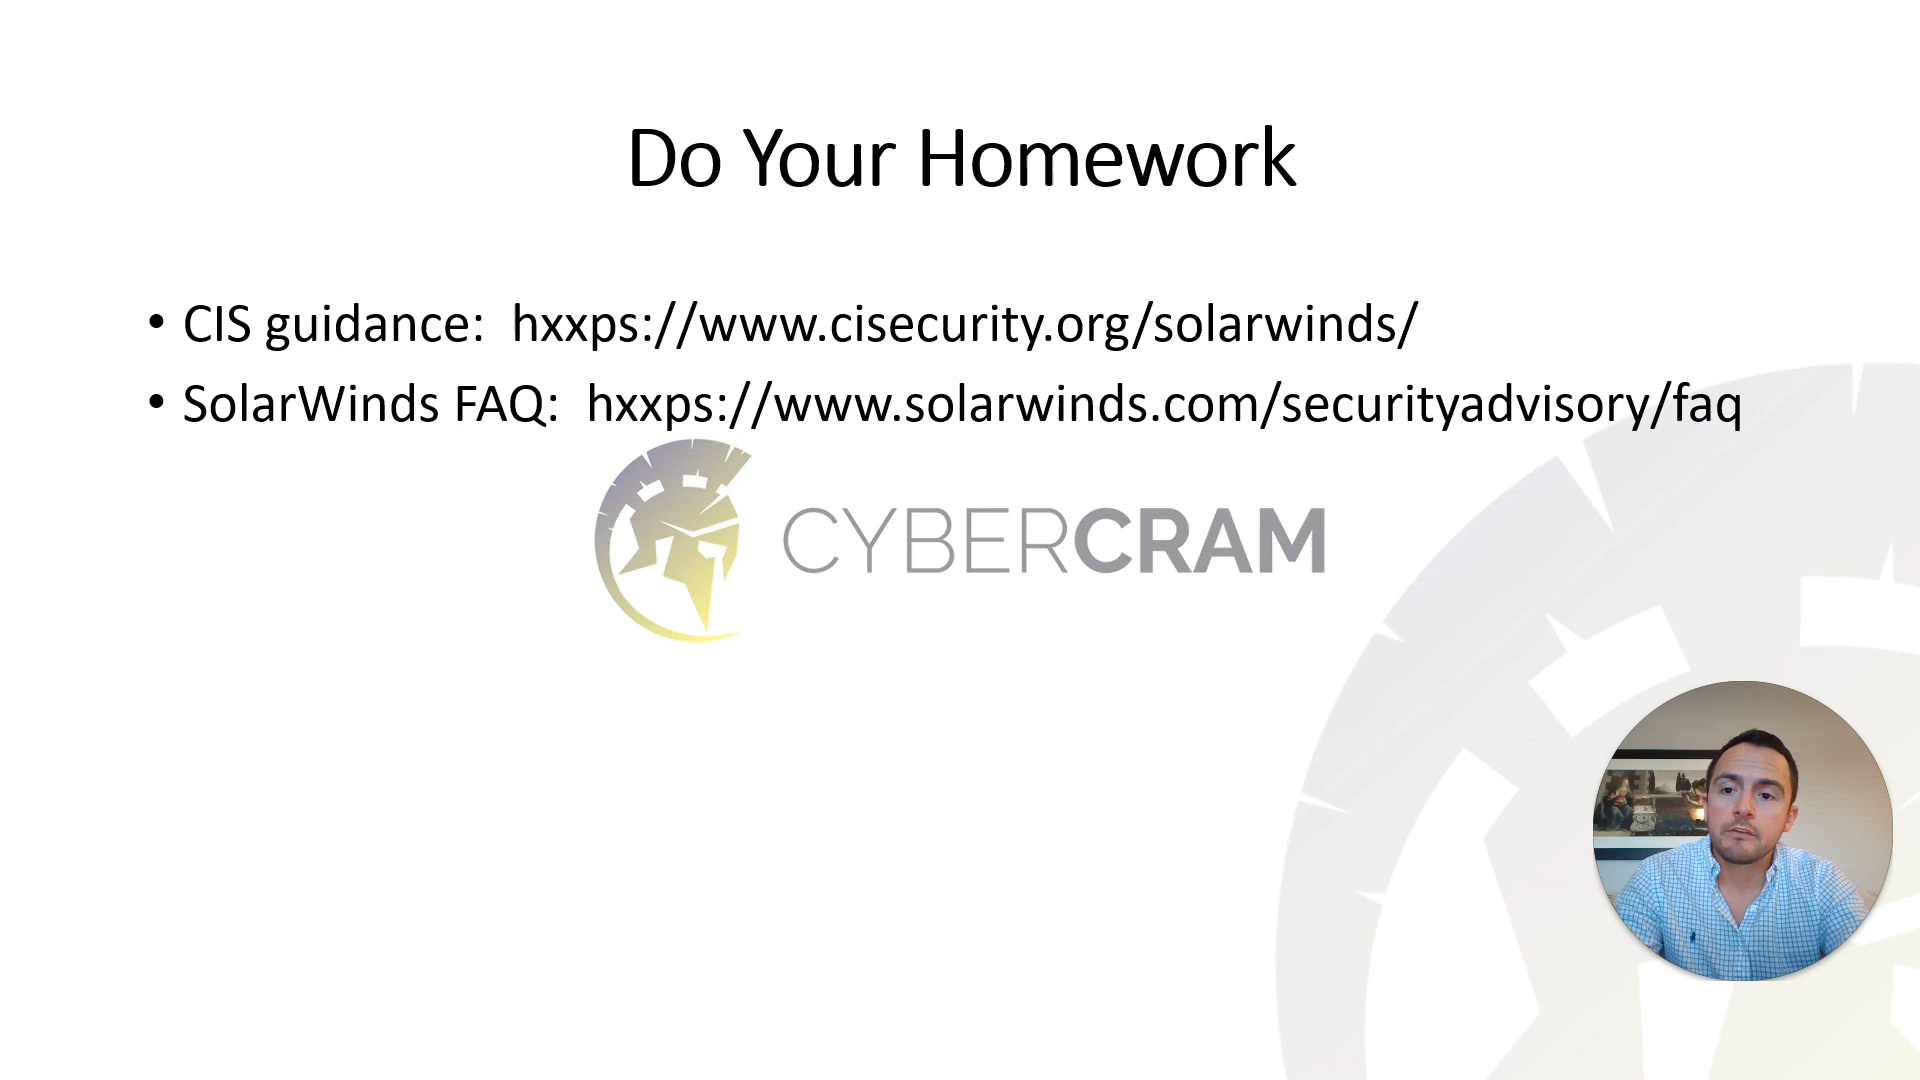 Do Your Homework
• CIS guidance: hxxps://www.cisecurity.org/solarwinds/
• SolarWinds FAQ: hxxps://www.solarwinds.com/securityadvisory/faq
CYBERCRAM